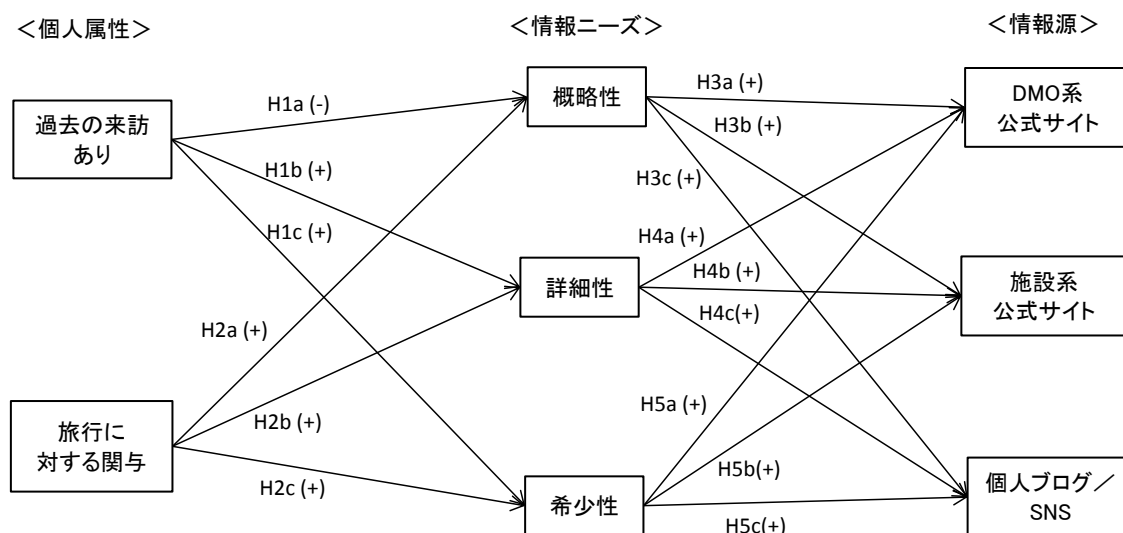 ＜個人属性＞
＜情報ニーズ＞
＜情報源＞
過去の来訪
あり
旅行に
対する関与
H1a (-)
H1b (+)
H1c (+)
H2a (+)
H2b (+)
H2c (+)
概略性
詳細性
希少性
H3a (+)
H3b (+)
H3c (+)
H4a (+)
H4b (+)
H4c(+)
H5a (+)
H5b(+)
H5c(+)
DMO系
公式サイト
施設系
公式サイト
個人ブログ／
SNS